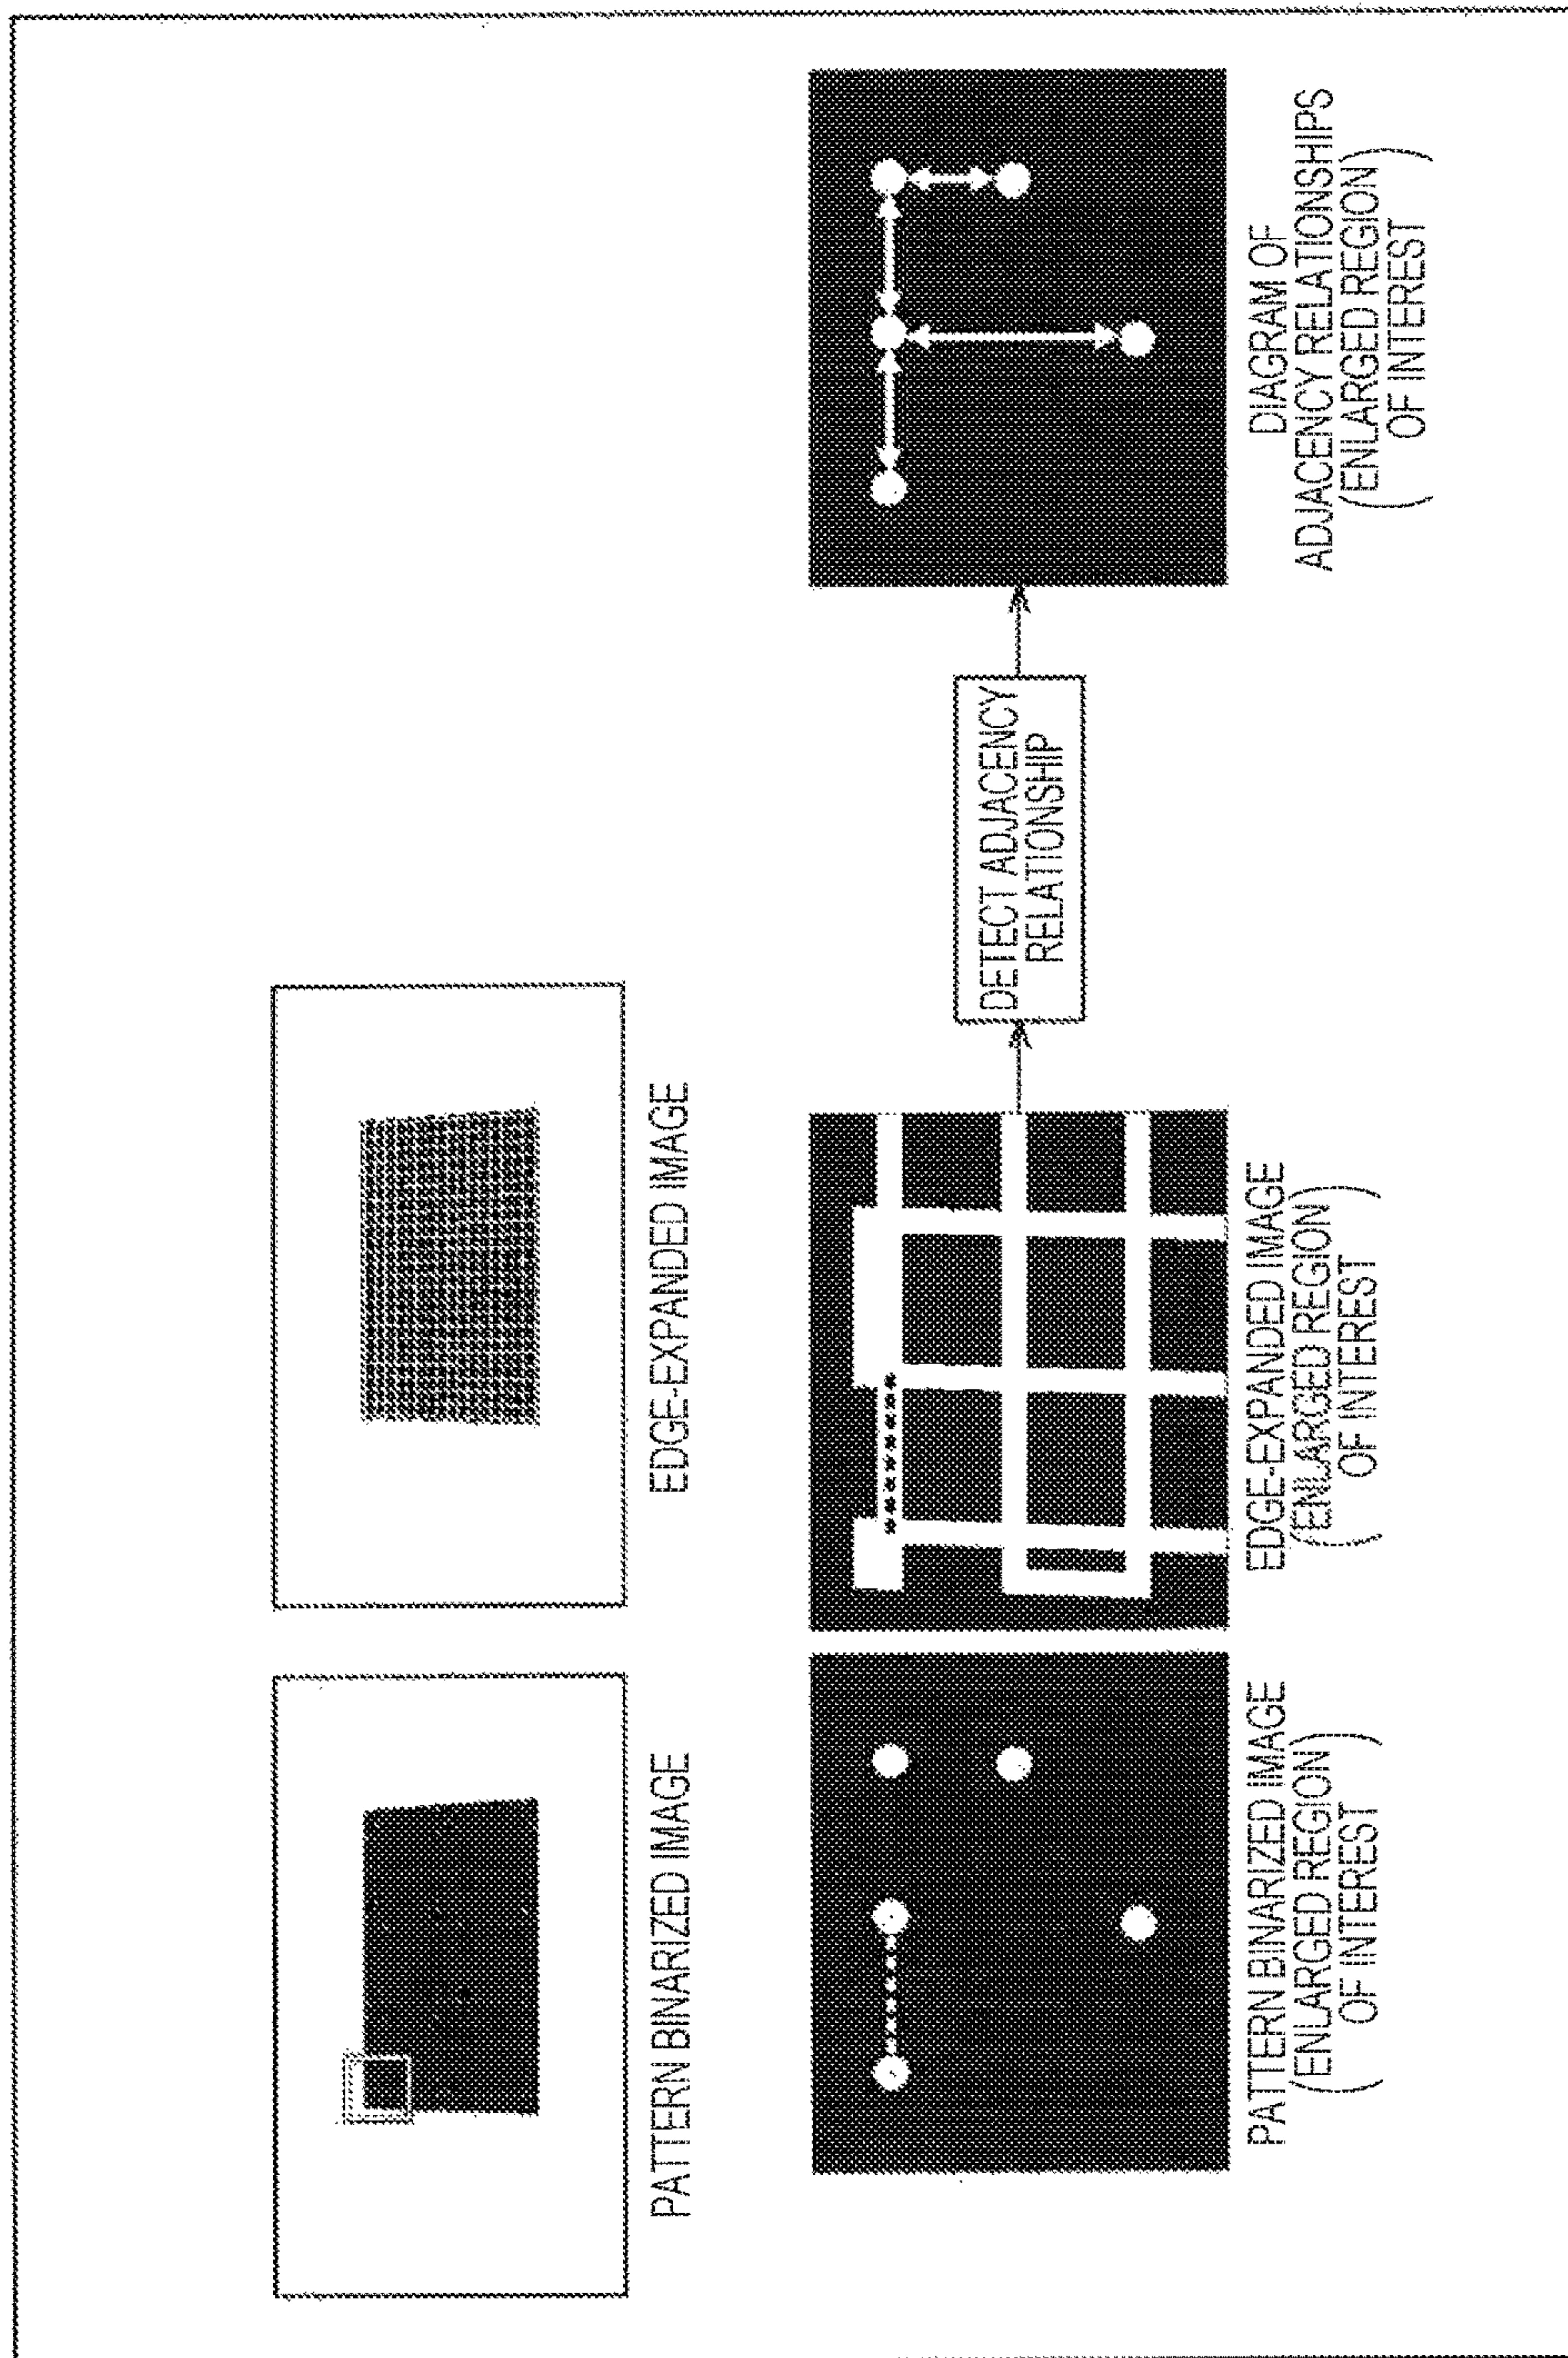 PATTERN BINARIZED IMAGE
EDGE-EXPANDED IMAGE
PATTERN BINARIZED IMAGE
(ENLARGED REGION
OF INTEREST)
EDGE-EXPANDED IMAGE
(ENLARGED REGION
OF INTEREST)
DETECT ADJACENCY
RELATIONSHIP
DIAGRAM OF
ADJACENCY RELATIONSHIPS
(ENLARGED REGION
OF INTEREST)